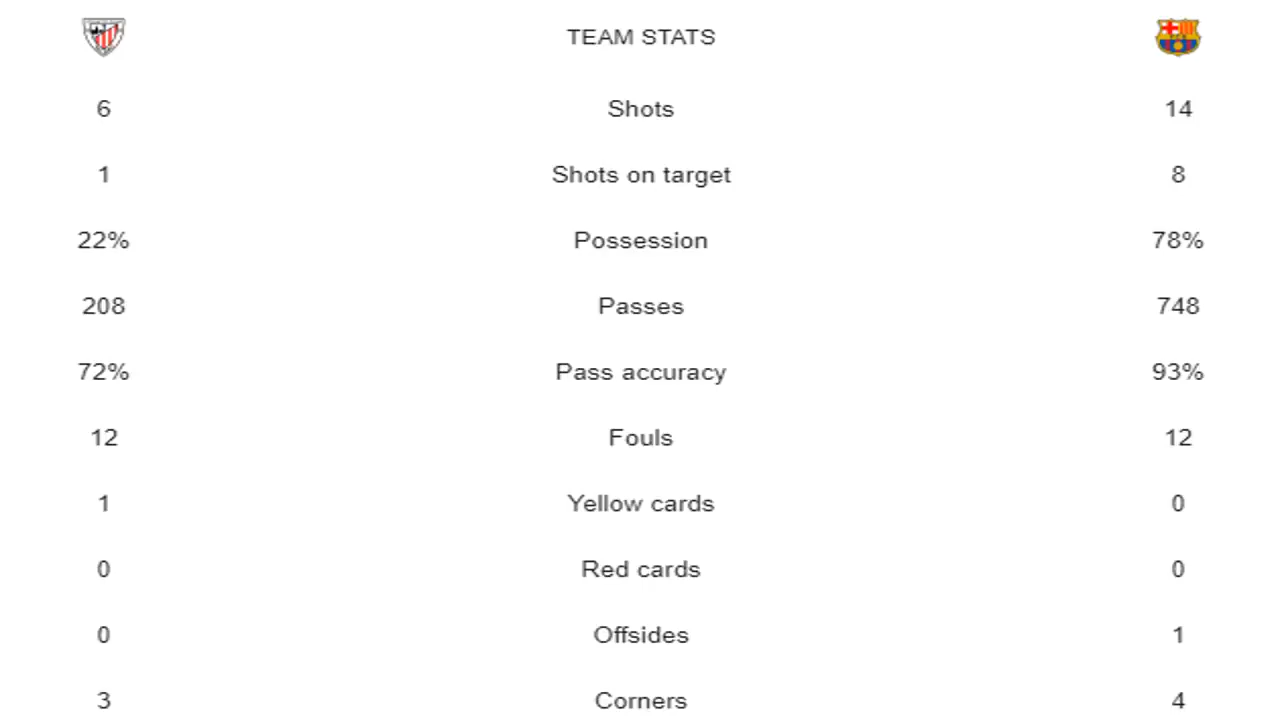 TEAM STATS
6 Shots 14
1 Shots on target 8
22% Possession 78%
208 Passes 748
72% Pass accuracy 93%
12 Fouls 12
1 Yellow cards 0
0 Red cards 0
0 Offsides 1
3 Corners 4